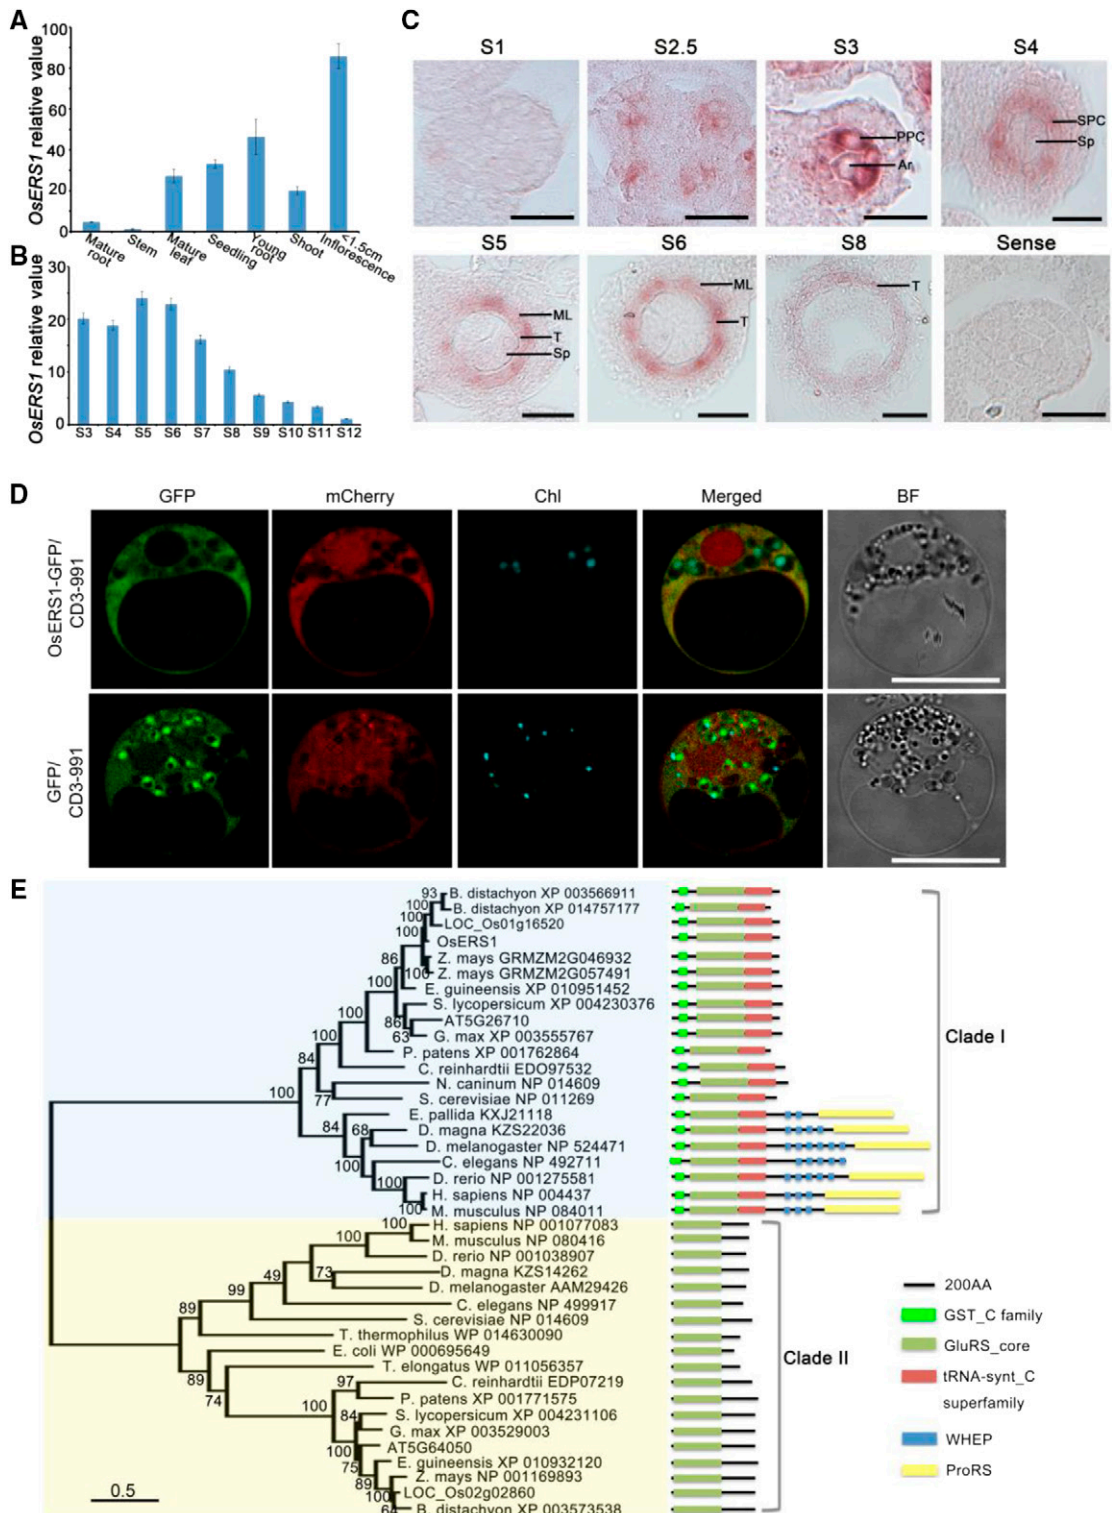 A
OsERS1 relative value
100
80
60
40
20
0
Mature root
Stem
Mature leaf
Seedling
Young root
Shoot
<1.5cm Inflorescence
B
OsERS1 relative value
30
20
10
0
S3 S4 S5 S6 S7 S8 S9 S10 S11 S12
C
S1 S2.5 S3 S4
PPC
Ar
SPC
Sp
S5 S6 S8 Sense
ML
T
Sp
ML
T
T
D
GFP mCherry Chl Merged BF
OsERS1-GFP/
CD3-991
GFP/
CD3-991
E
93 B. distachyon XP 003566911
100 B. distachyon XP 014757177
100 LOC_Os01g16520
100 OsERS1
86 Z. mays GRMZM2G046932
100 Z. mays GRMZM2G057491
100 E. guineensis XP 010951452
S. lycopersicum XP 004230376
86 AT5G26710
63 G. max XP 003555767
100 P. patens XP 001762864
100 C. reinhardtii EDO97532
84 N. caninum NP 014609
77 S. cerevisiae NP 011269
100
E. pallida KXJ21118
84 68 D. magna KZS22036
D. melanogaster NP 524471
100 C. elegans NP 492711
D. rerio NP 001275581
100 H. sapiens NP 004437
100 M. musculus NP 084011
Clade I
100 H. sapiens NP 001077083
100 M. musculus NP 080416
D. rerio NP 001038907
73 D. magna KZS14262
49 D. melanogaster AAM29426
99 C. elegans NP 499917
S. cerevisiae NP 014609
89 T. thermophilus WP 014630090
E. coli WP 000695649
89 T. elongatus WP 011056357
74 97 C. reinhardtii EDP07219
100 P. patens XP 001771575
84 S. lycopersicum XP 004231106
G. max XP 003529003
100 AT5G64050
75 E. guineensis XP 010932120
89 Z. mays NP 001169893
100 LOC_Os02g02860
64 B. distachyon XP 003573538
Clade II
0.5
200AA
GST_C family
GluRS_core
tRNA-synt_C
superfamily
WHEP
ProRS